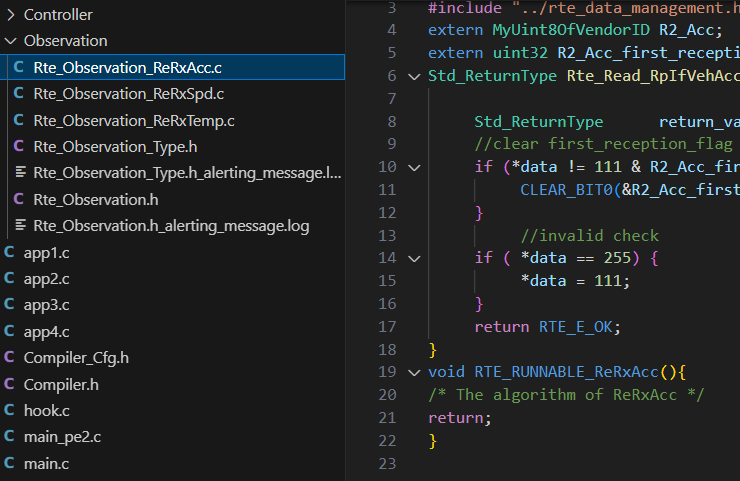 Controller
Observation
C Rte_Observation_ReRxAcc.c
C Rte_Observation_ReRxSpd.c
C Rte_Observation_ReRxTemp.c
C Rte_Observation_Type.h
Rte_Observation_Type.h_alerting_message.l...
C Rte_Observation.h
Rte_Observation.h_alerting_message.log
C app1.c
C app2.c
C app3.c
C app4.c
C Compiler_Cfg.h
C Compiler.h
C hook.c
C main_pe2.c
C main.c
3 #include "../rte_data_management.h
4 extern MyUint8OfVendorID R2_Acc;
5 extern uint32 R2_Acc_first_recepti
6 Std_ReturnType Rte_Read_RpIfVehAcc
7
8 Std_ReturnType return_va
9 //clear first_reception_flag
10 if (*data != 111 & R2_Acc_fir
11 CLEAR_BIT0(&R2_Acc_first
12 }
13 //invalid check
14 if ( *data == 255) {
15 *data = 111;
16 }
17 return RTE_E_OK;
18 }
19 void RTE_RUNNABLE_ReRxAcc(){
20 /* The algorithm of ReRxAcc */
21 return;
22 }
23